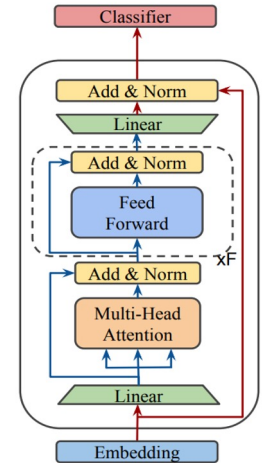 Classifier
Add & Norm
Linear
Add & Norm
Feed
Forward
xF
Add & Norm
Multi-Head
Attention
Linear
Embedding